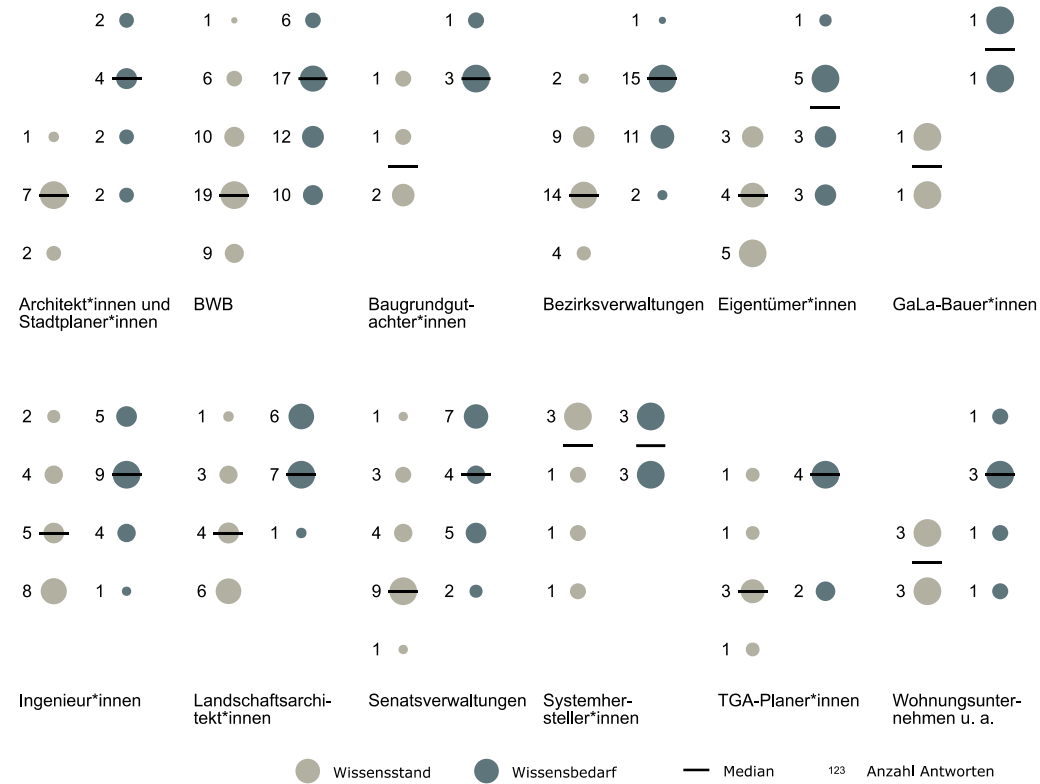 2 1 6 1 1 1 1
4 6 17 1 3 2 15 5 1
1 2 10 12 1 9 11 3 3 1
7 2 19 10 2 14 2 4 3 1
2 9 4 5
Architekt*innen und BWB Baugrundgut- Bezirksverwaltungen Eigentümer*innen GaLa-Bauer*innen
Stadtplaner*innen achter*innen
2 5 1 6 1 7 3 3 1
4 9 3 7 3 4 1 3 1 4 3
5 4 4 1 4 5 1 1 3 1
8 1 6 9 2 1 3 2 3 1
1 1
Ingenieur*innen Landschaftsarchi- Senatsverwaltungen Systemher- TGA-Planer*innen Wohnungsunter-
tekt*innen steller*innen nehmen u. a.
Wissensstand Wissensbedarf Median 123 Anzahl Antworten